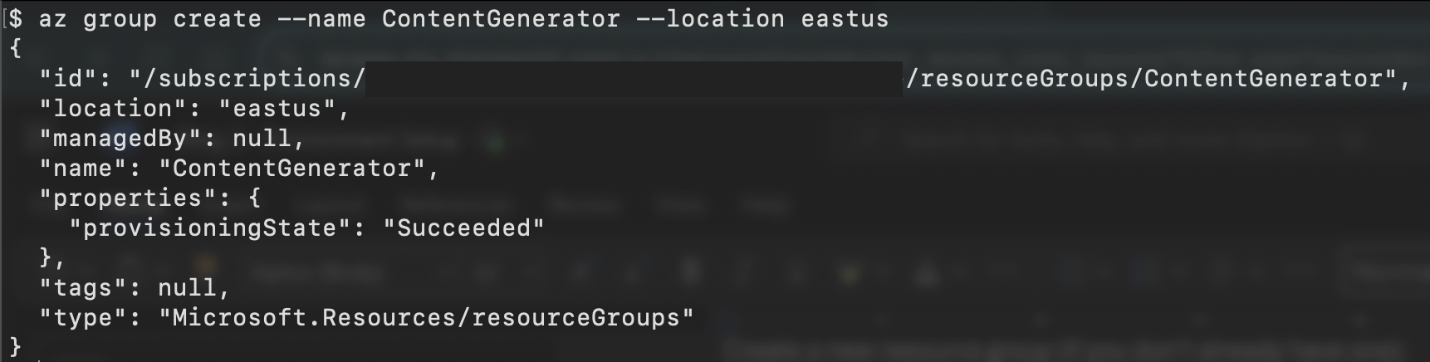 $ az group create --name ContentGenerator --location eastus
{
  "id": "/subscriptions/ /resourceGroups/ContentGenerator",
  "location": "eastus",
  "managedBy": null,
  "name": "ContentGenerator",
  "properties": {
    "provisioningState": "Succeeded"
  },
  "tags": null,
  "type": "Microsoft.Resources/resourceGroups"
}